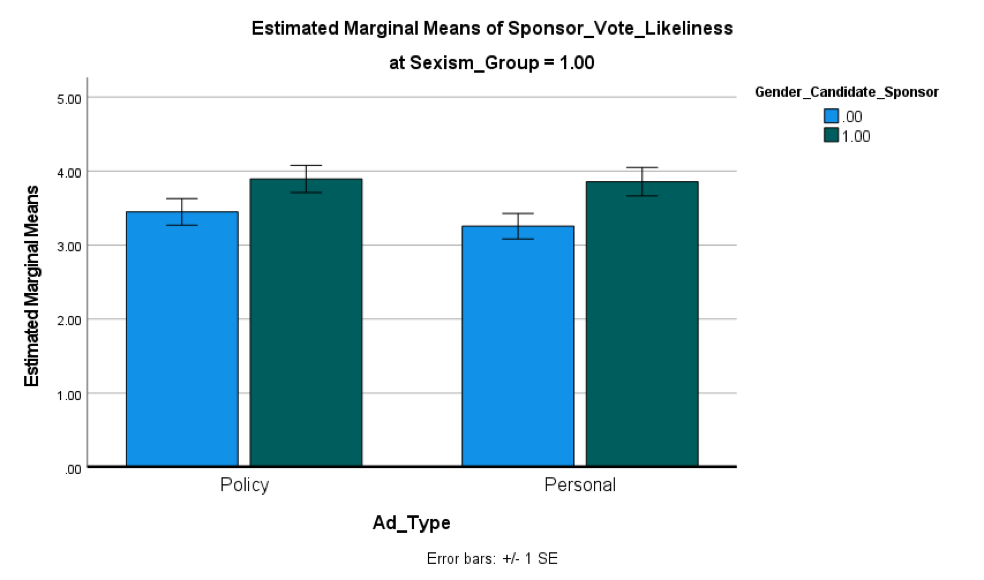 Estimated Marginal Means of Sponsor_Vote_Likeliness
at Sexism_Group = 1.00
Gender_Candidate_Sponsor
.00
1.00
Estimated Marginal Means
5.00
4.00
3.00
2.00
1.00
.00
Policy
Personal
Ad_Type
Error bars: +/- 1 SE